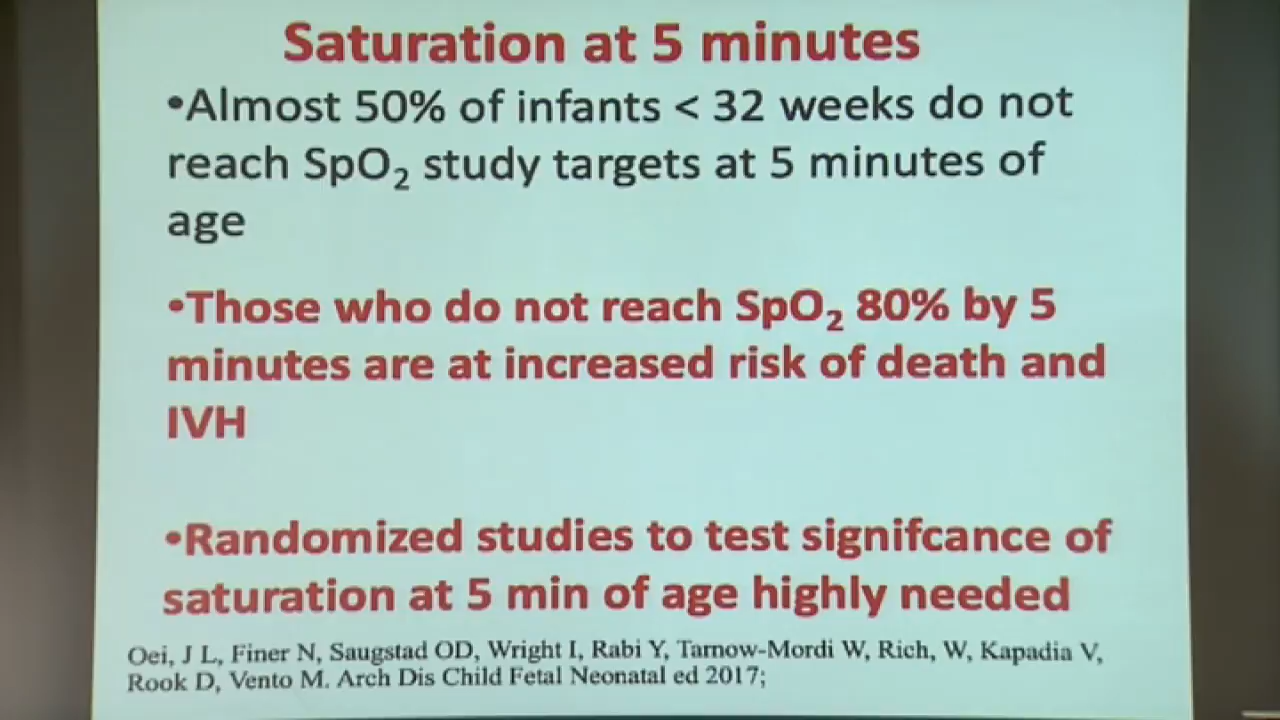 Saturation at 5 minutes
•Almost 50% of infants < 32 weeks do not
reach SpO₂ study targets at 5 minutes of
age
•Those who do not reach SpO₂ 80% by 5
minutes are at increased risk of death and
IVH
•Randomized studies to test signifcance of
saturation at 5 min of age highly needed
Oei, J L, Finer N, Saugstad OD, Wright I, Rabi Y, Tarnow-Mordi W, Rich, W, Kapadia V,
Rook D, Vento M. Arch Dis Child Fetal Neonatal ed 2017;